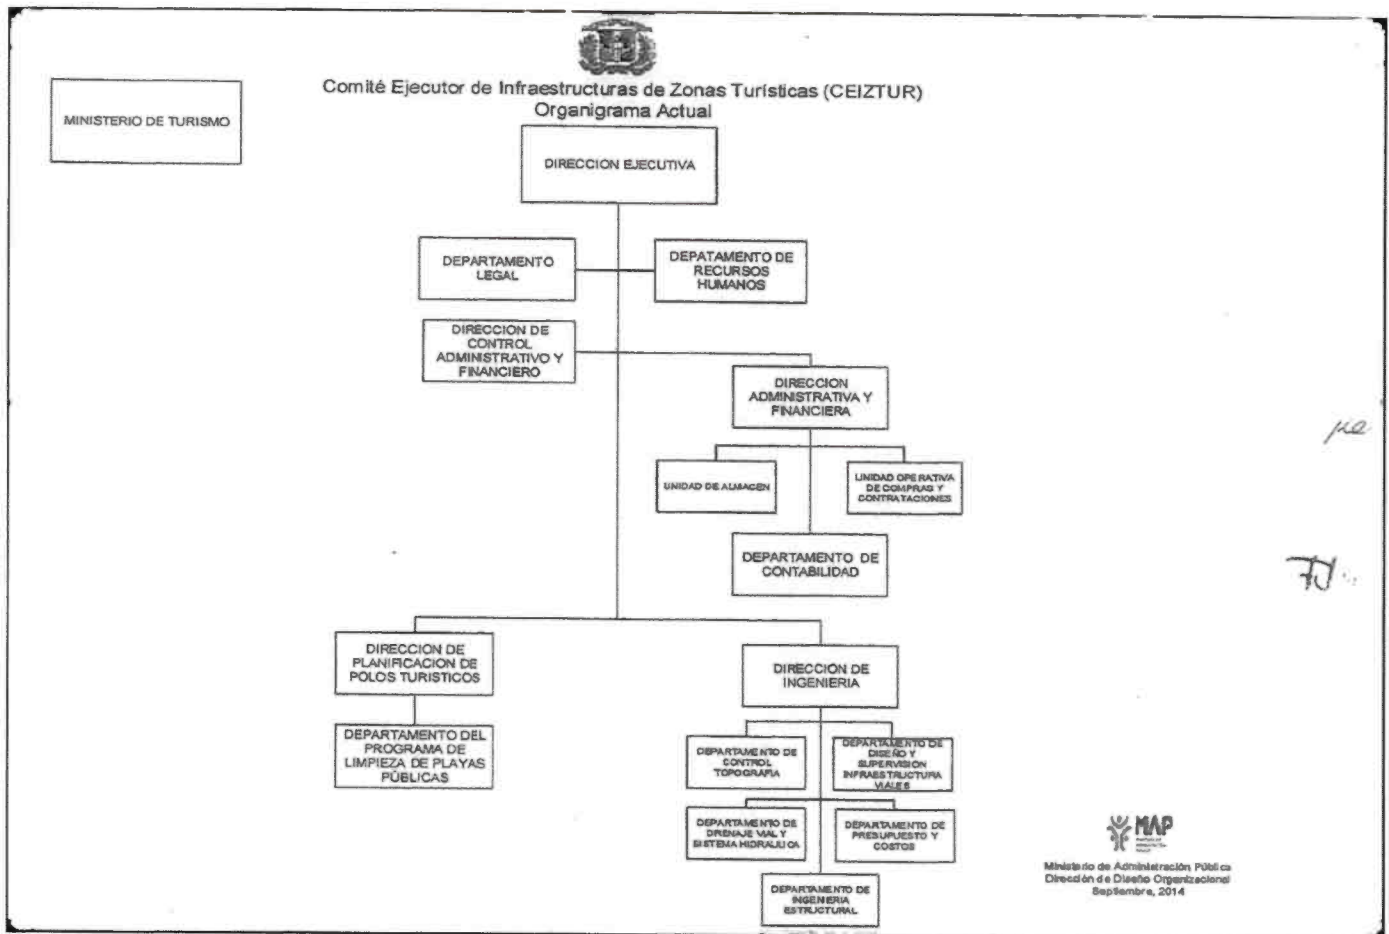 Comité Ejecutor de Infraestructuras de Zonas Turísticas (CEIZTUR)
Organigrama Actual
MINISTERIO DE TURISMO
DIRECCION EJECUTIVA
DEPARTAMENTO
LEGAL
DEPATAMENTO DE
RECURSOS
HUMANOS
DIRECCION DE
CONTROL
ADMINISTRATIVO Y
FINANCIERO
DIRECCION
ADMINISTRATIVA Y
FINANCIERA
UNIDAD DE ALMACEN
UNIDAD OPERATIVA
DE COMPRAS Y
CONTRATACIONES
DEPARTAMENTO DE
CONTABILIDAD
DIRECCION DE
PLANIFICACION DE
POLOS TURISTICOS
DIRECCION DE
INGENIERIA
DEPARTAMENTO DEL
PROGRAMA DE
LIMPIEZA DE PLAYAS
PÚBLICAS
DEPARTAMENTO DE
CONTROL
TOPOGRAFIA
DEPARTAMENTO DE
DISEÑO Y
SUPERVISION
INFRAESTRUCTURA
VIALES
DEPARTAMENTO DE
DRENAJE VIAL Y
SISTEMA HIDRAULICA
DEPARTAMENTO DE
PRESUPUESTO Y
COSTOS
DEPARTAMENTO DE
INGENIERIA
ESTRUCTURAL
MAP
Ministerio de Administración Pública
Dirección de Diseño Organizacional
Septiembre, 2014